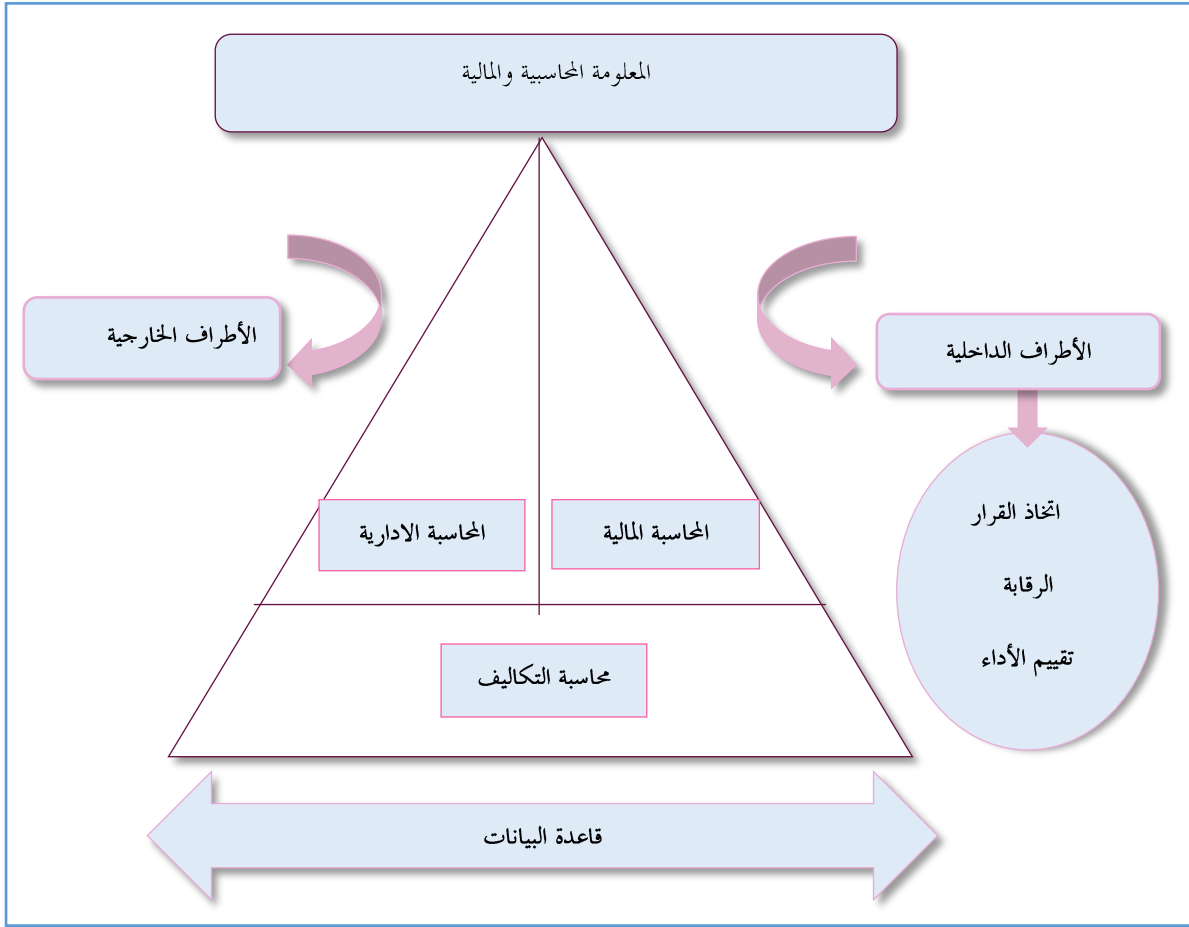 المعلومة المحاسبية والمالية
الأطراف الداخلية
الأطراف الخارجية
اتخاذ القرار
الرقابة
تقييم الأداء
المحاسبة المالية
المحاسبة الادارية
محاسبة التكاليف
قاعدة البيانات